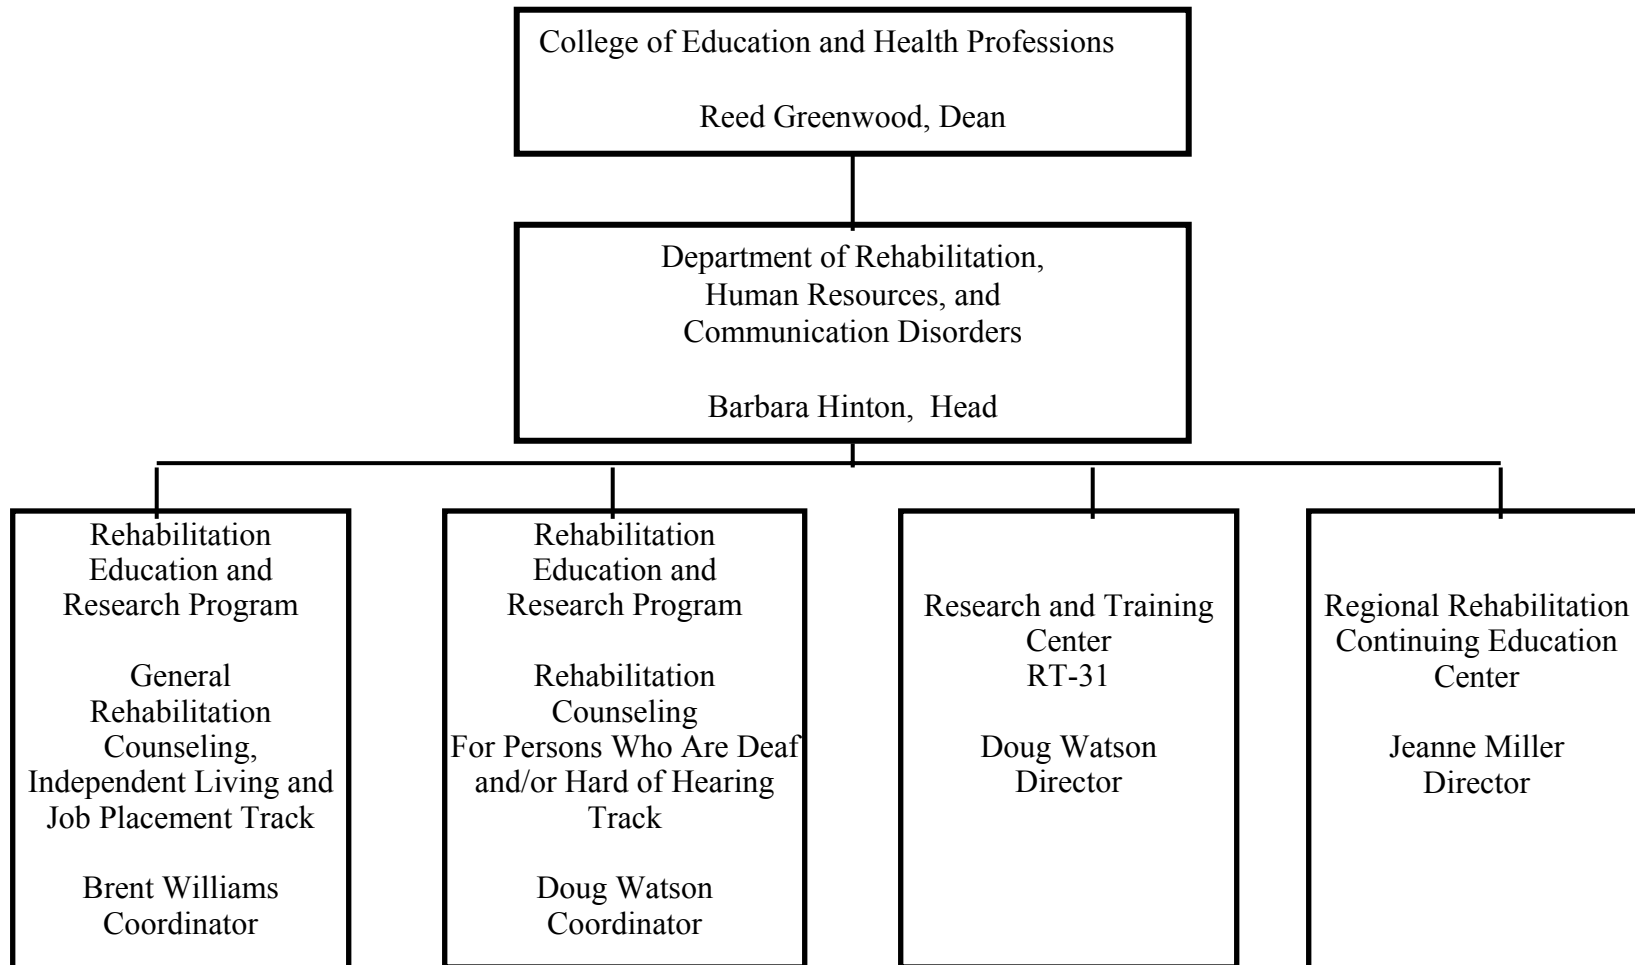 College of Education and Health Professions
Reed Greenwood, Dean
Department of Rehabilitation,
Human Resources, and
Communication Disorders
Barbara Hinton,  Head
Rehabilitation
Education and
Research Program
General
Rehabilitation
Counseling,
Independent Living and
Job Placement Track
Brent Williams
Coordinator
Rehabilitation
Education and
Research Program
Rehabilitation
Counseling
For Persons Who Are Deaf
and/or Hard of Hearing
Track
Doug Watson
Coordinator
Research and Training
Center
RT-31
Doug Watson
Director
Regional Rehabilitation
Continuing Education
Center
Jeanne Miller
Director